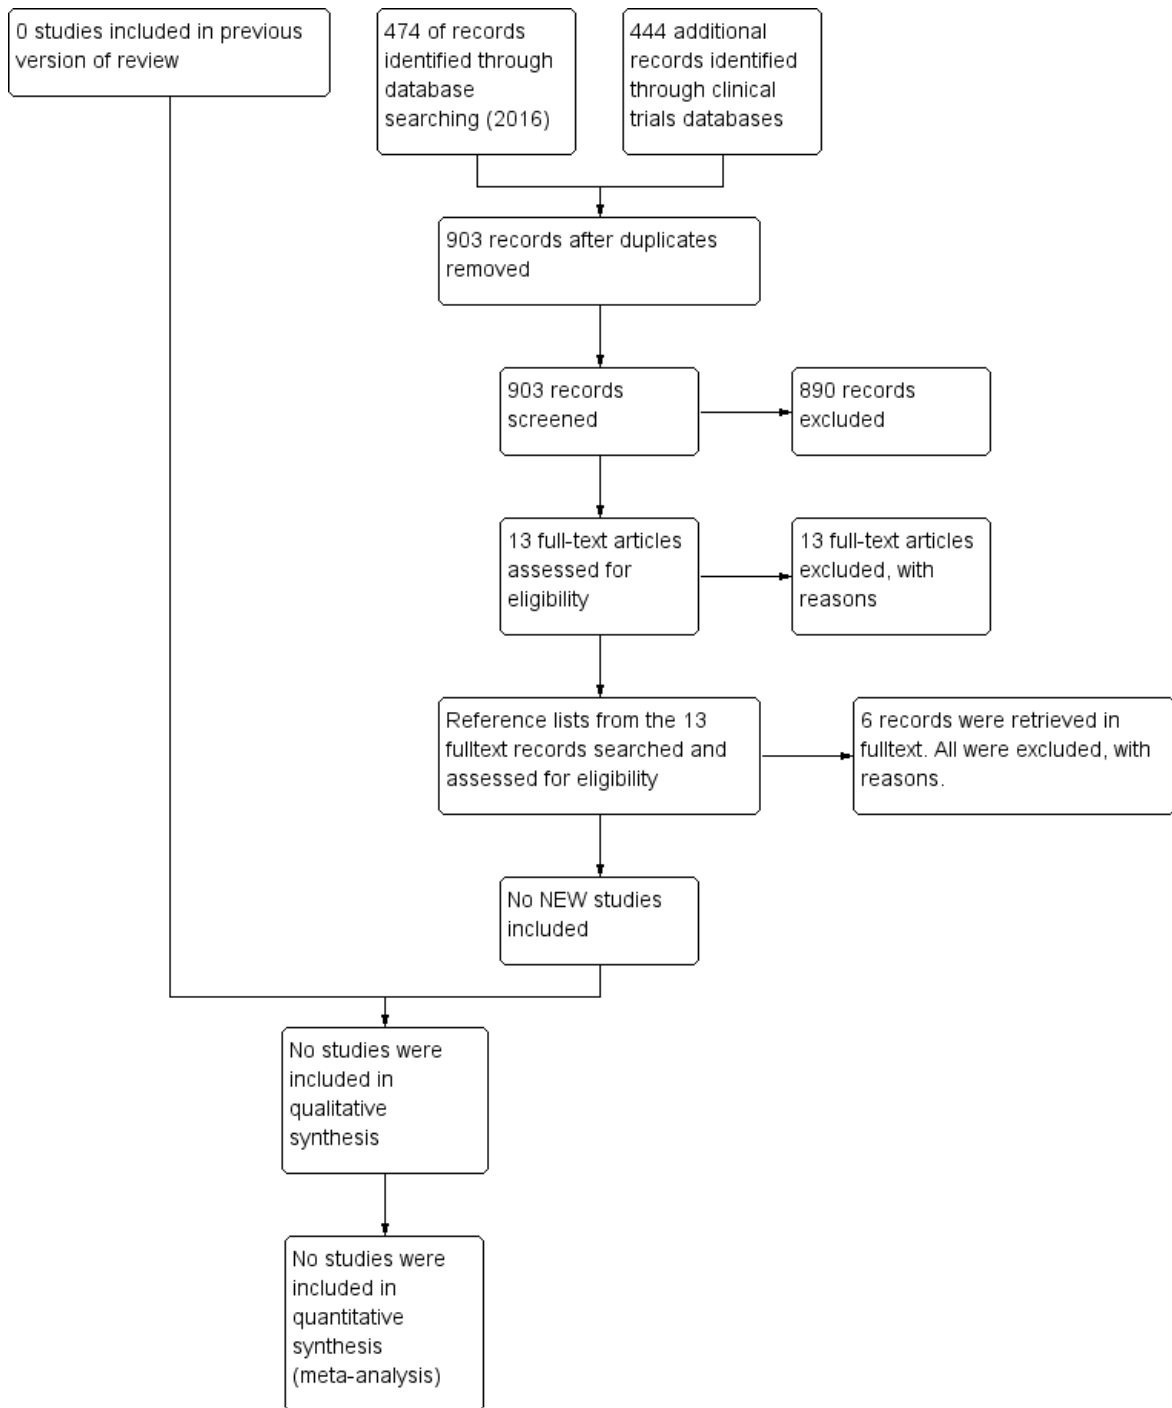 0 studies included in previous
version of review
474 of records
identified through
database
searching (2016)
444 additional
records identified
through clinical
trials databases
903 records after duplicates
removed
903 records
screened
890 records
excluded
13 full-text articles
assessed for
eligibility
13 full-text articles
excluded, with
reasons
Reference lists from the 13
fulltext records searched and
assessed for eligibility
6 records were retrieved in
fulltext. All were excluded, with
reasons.
No NEW studies
included
No studies were
included in
qualitative
synthesis
No studies were
included in
quantitative
synthesis
(meta-analysis)